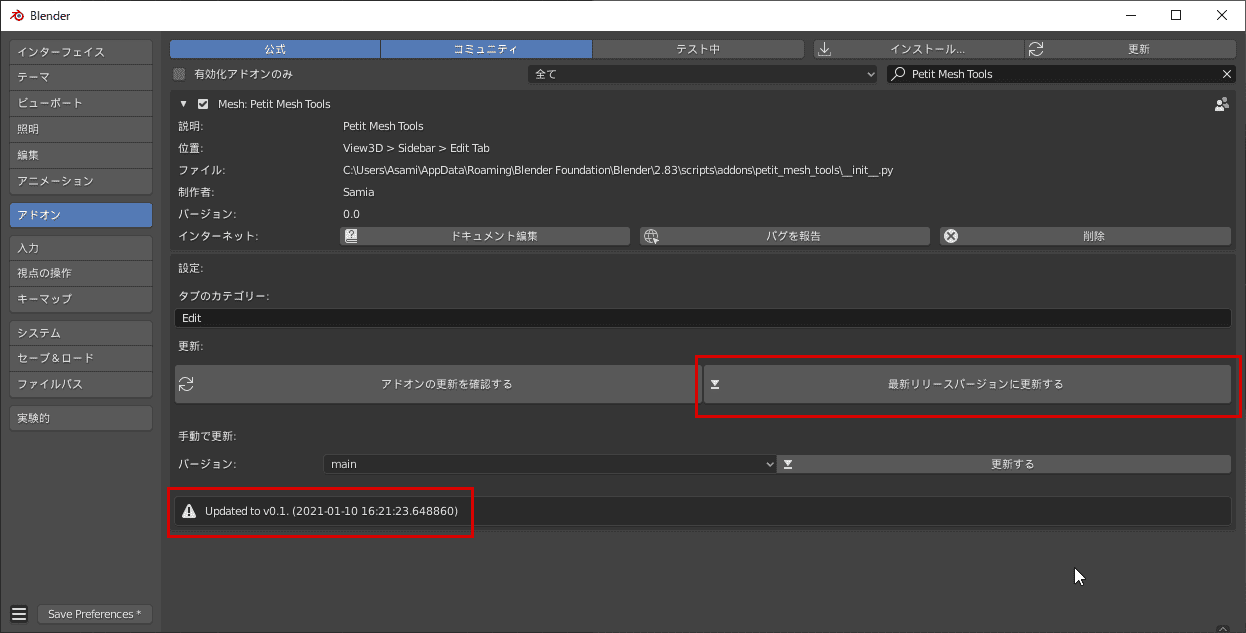 Blender
インターフェイス
テーマ
ビューポート
照明
編集
アニメーション
アドオン
入力
視点の操作
キーマップ
システム
セーブ＆ロード
ファイルパス
実験的
Save Preferences *
公式 コミュニティ テスト中 インストール... 更新
有効化アドオンのみ 全て Petit Mesh Tools
Mesh: Petit Mesh Tools
説明: Petit Mesh Tools
位置: View3D > Sidebar > Edit Tab
ファイル: C:\Users\Asami\AppData\Roaming\Blender Foundation\Blender\2.83\scripts\addons\petit_mesh_tools\__init__.py
制作者: Samia
バージョン: 0.0
インターネット: ドキュメント編集 バグを報告 削除
設定:
タブのカテゴリー:
Edit
更新:
アドオンの更新を確認する 最新リリースバージョンに更新する
手動で更新:
バージョン: main 更新する
Updated to v0.1. (2021-01-10 16:21:23.648860)